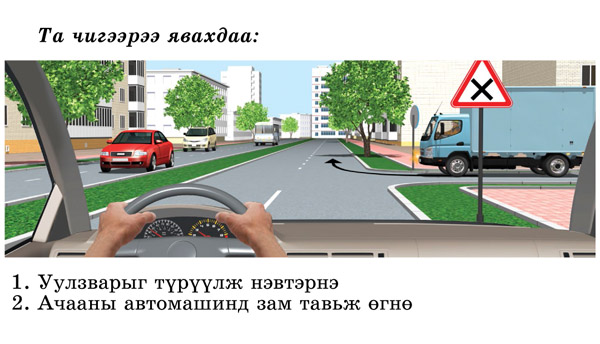 Та чигээрээ явахдаа:
1. Уулзварыг түрүүлж нэвтэрнэ
2. Ачааны автомашинд зам тавьж өгнө